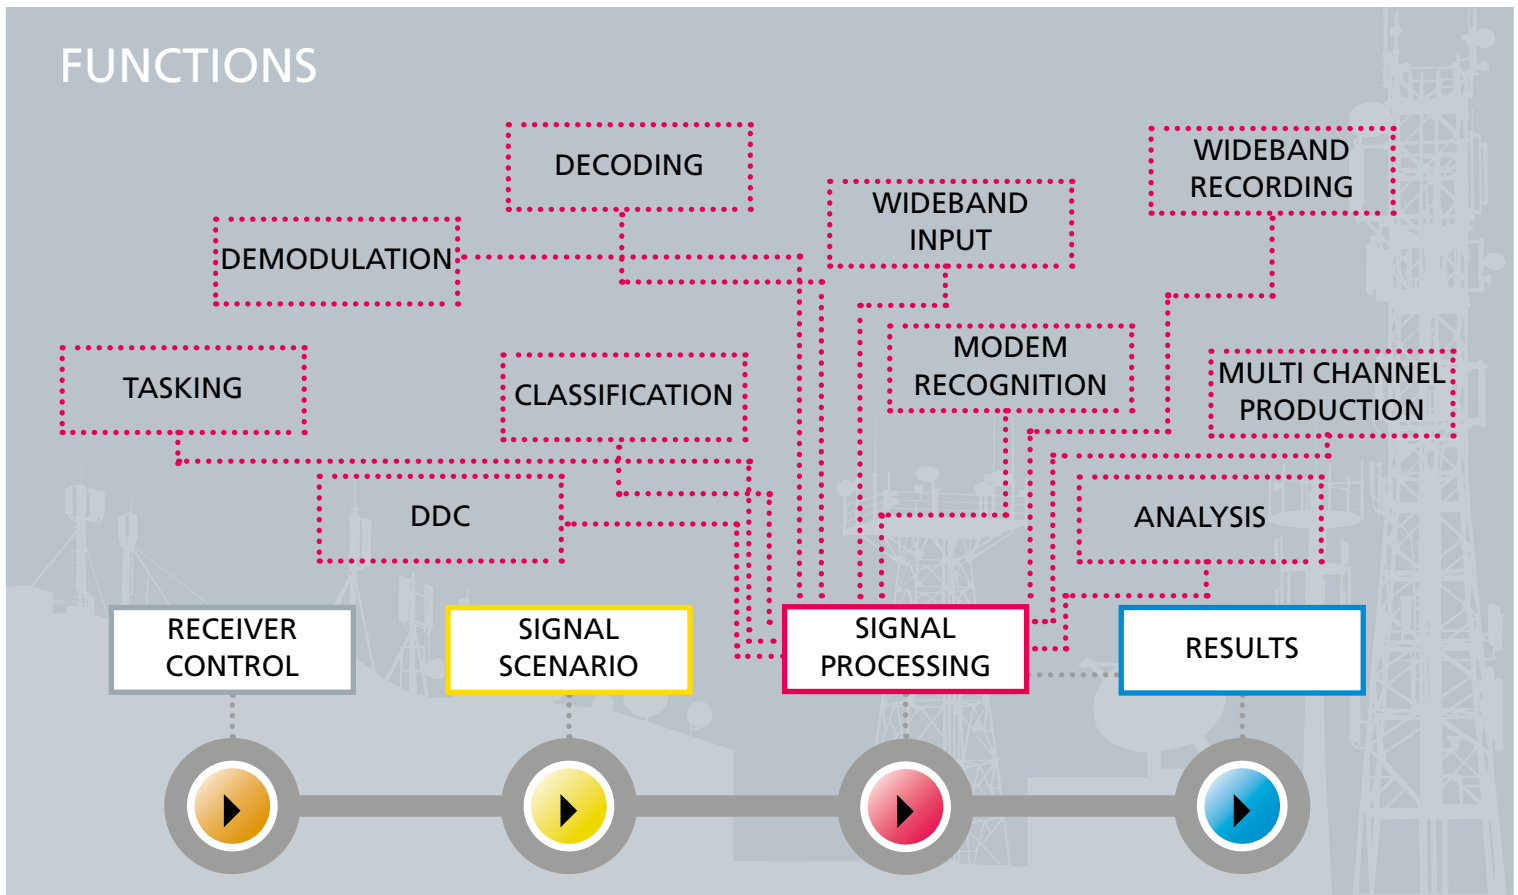 FUNCTIONS
DECODING
WIDEBAND
RECORDING
WIDEBAND
INPUT
DEMODULATION
MODEM
RECOGNITION
TASKING
CLASSIFICATION
MULTI CHANNEL
PRODUCTION
DDC
ANALYSIS
RECEIVER
CONTROL
SIGNAL
SCENARIO
SIGNAL
PROCESSING
RESULTS